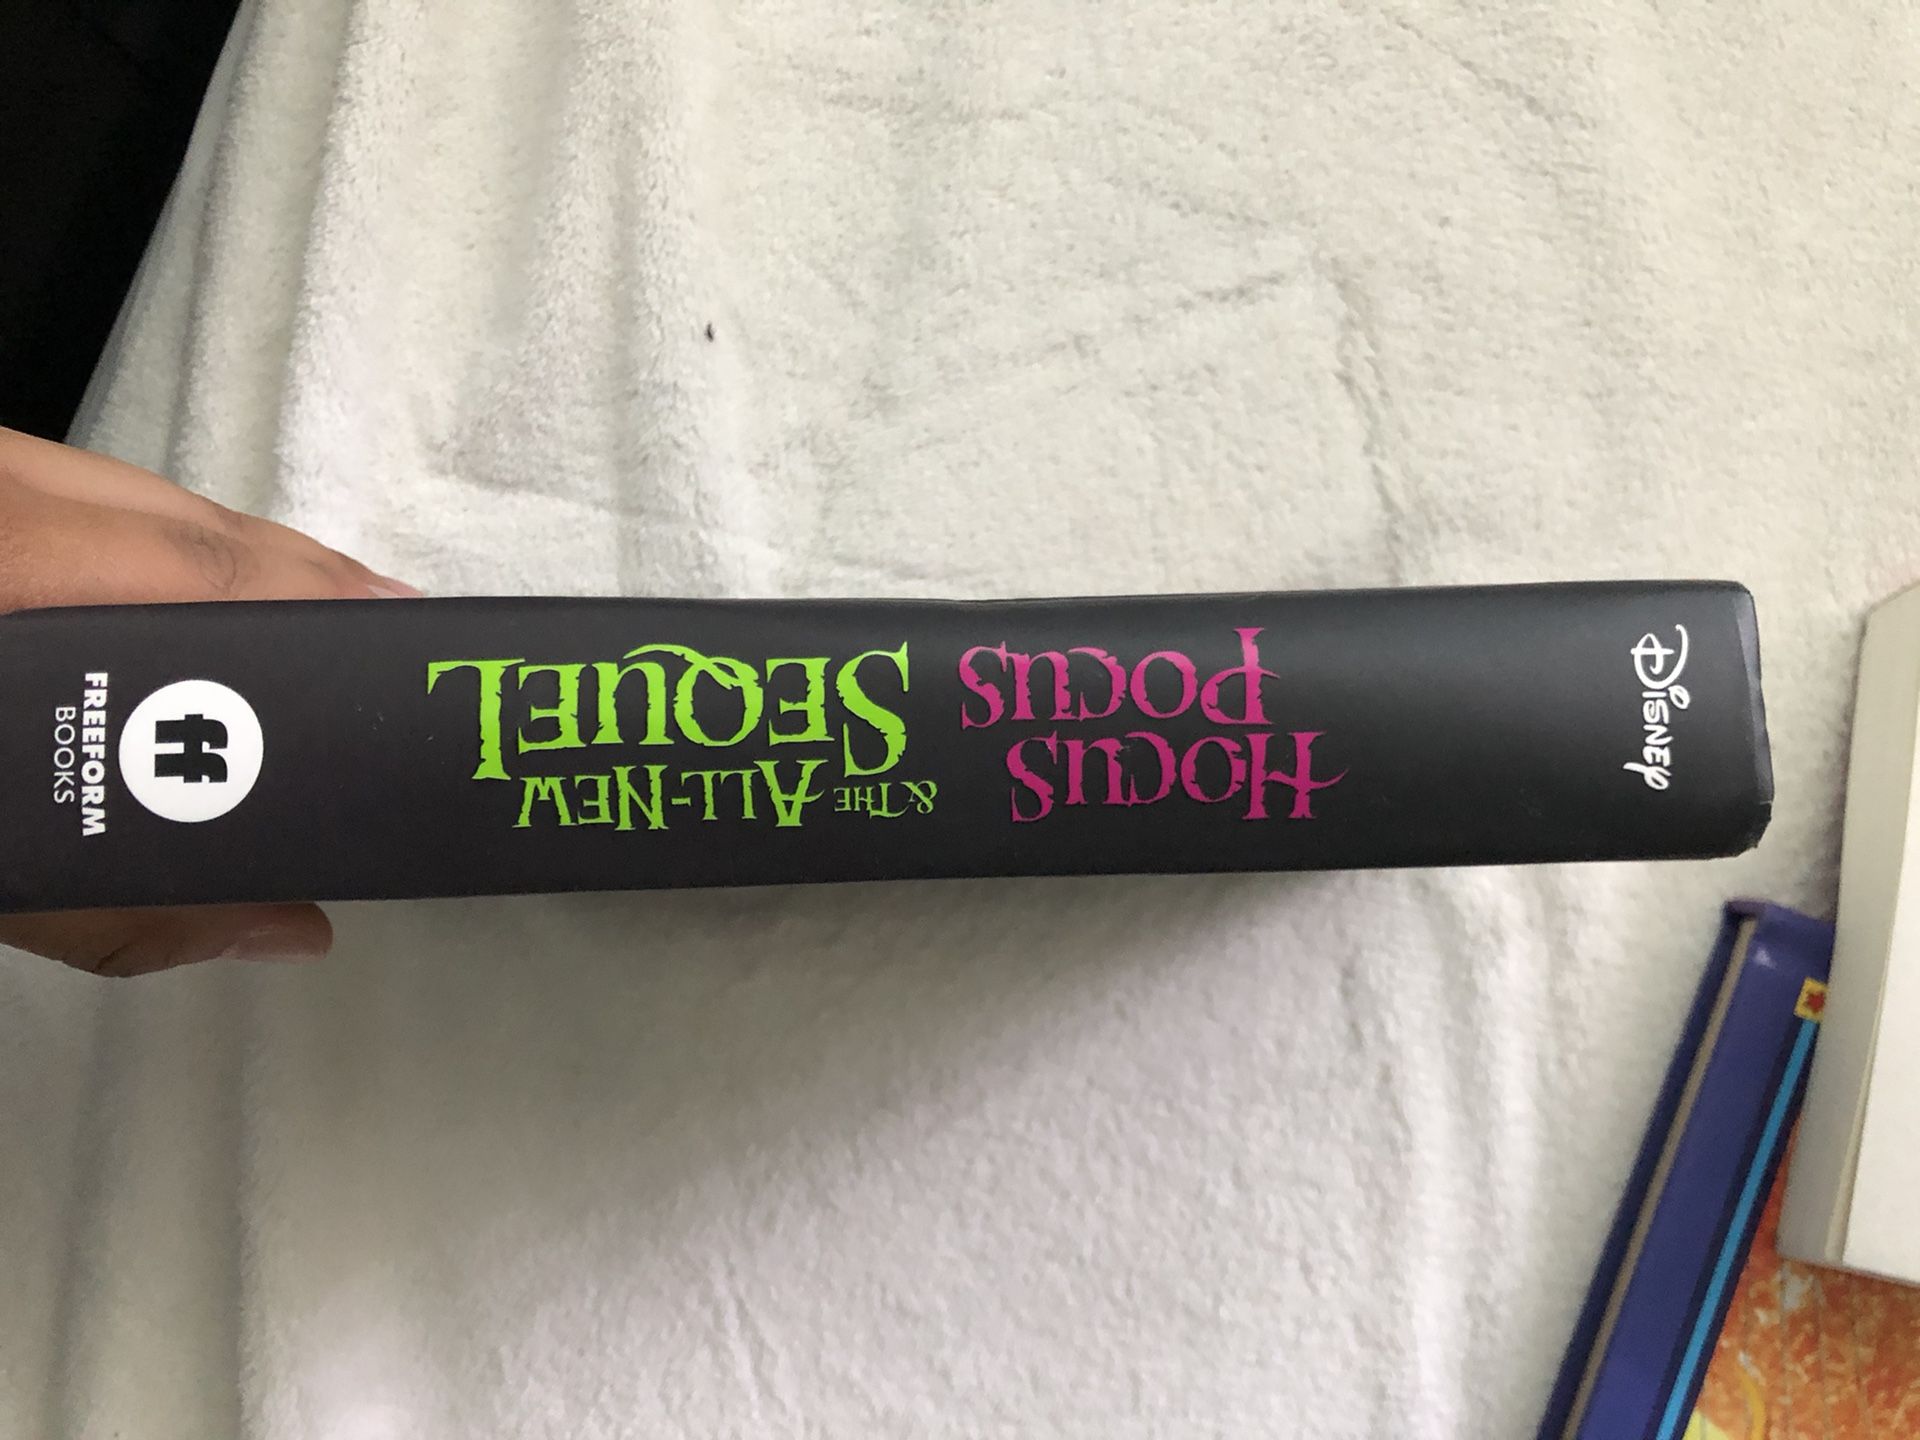 Disney
Hocus
Pocus
& The All-New
Sequel
ff
FREEFORM
BOOKS